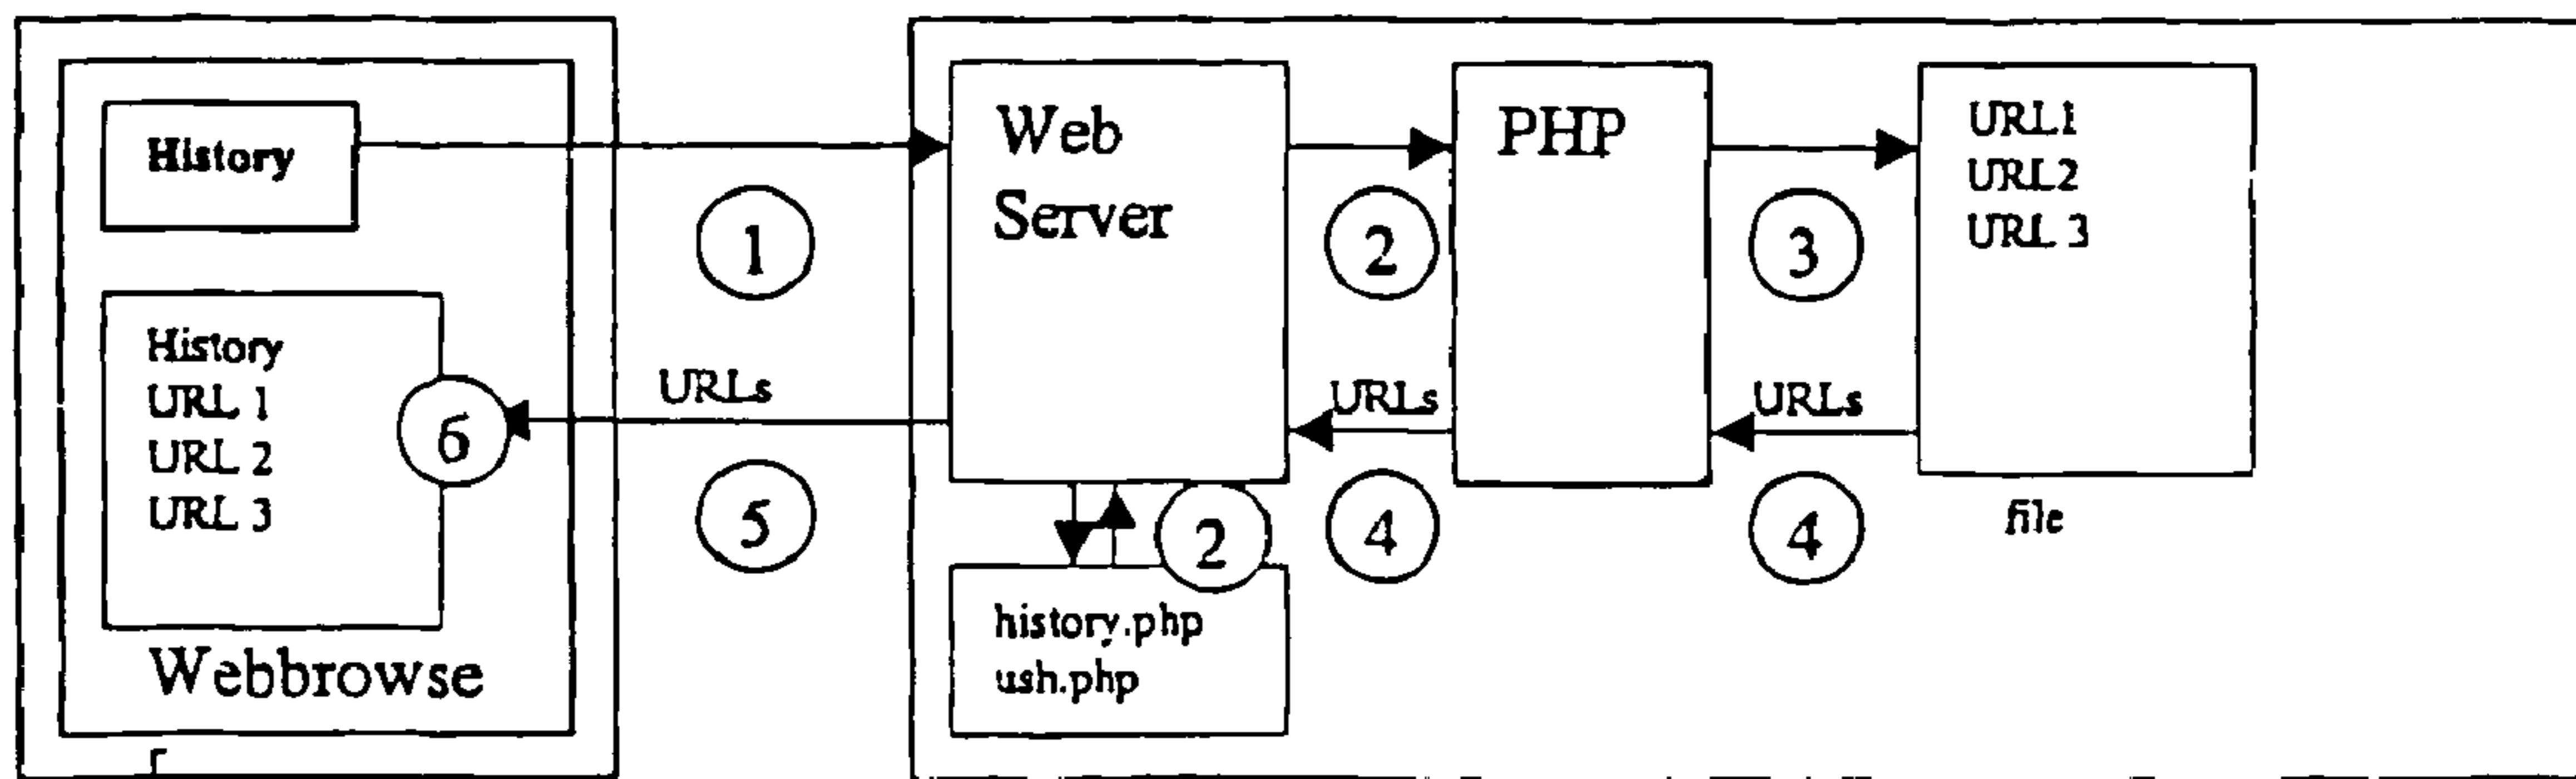 History
1
Web
Server
2
PHP
3
URL1
URL2
URL 3
History
URL 1
URL 2
URL 3
6
URLs
5
URLs
4
URLs
4
file
2
history.php
ush.php
Webbrowse